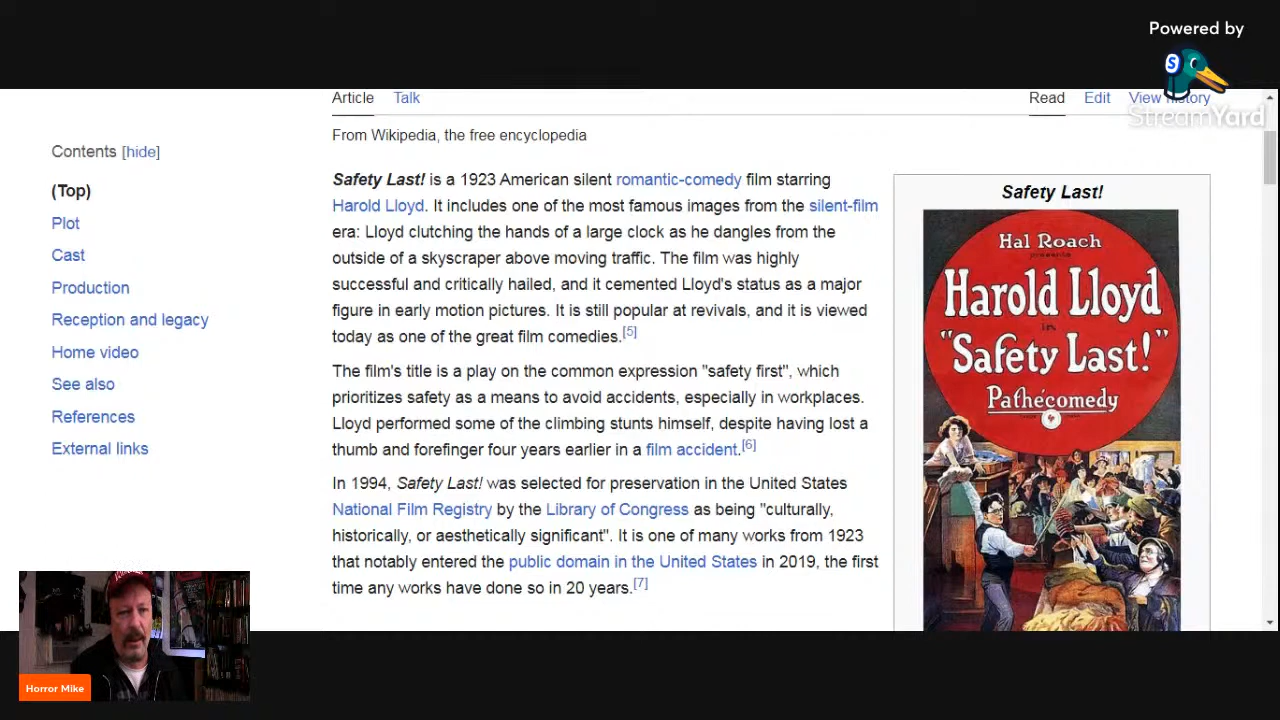 Powered by
S
StreamYard
Article Talk
Read Edit View history
From Wikipedia, the free encyclopedia
Contents [hide]
(Top)
Plot
Cast
Production
Reception and legacy
Home video
See also
References
External links
Safety Last! is a 1923 American silent romantic-comedy film starring
Harold Lloyd. It includes one of the most famous images from the silent-film
era: Lloyd clutching the hands of a large clock as he dangles from the
outside of a skyscraper above moving traffic. The film was highly
successful and critically hailed, and it cemented Lloyd's status as a major
figure in early motion pictures. It is still popular at revivals, and it is viewed
today as one of the great film comedies.[5]
The film's title is a play on the common expression "safety first", which
prioritizes safety as a means to avoid accidents, especially in workplaces.
Lloyd performed some of the climbing stunts himself, despite having lost a
thumb and forefinger four years earlier in a film accident.[6]
In 1994, Safety Last! was selected for preservation in the United States
National Film Registry by the Library of Congress as being "culturally,
historically, or aesthetically significant". It is one of many works from 1923
that notably entered the public domain in the United States in 2019, the first
time any works have done so in 20 years.[7]
Safety Last!
Hal Roach
presents
Harold Lloyd
in
"Safety Last!"
Pathécomedy
Horror Mike